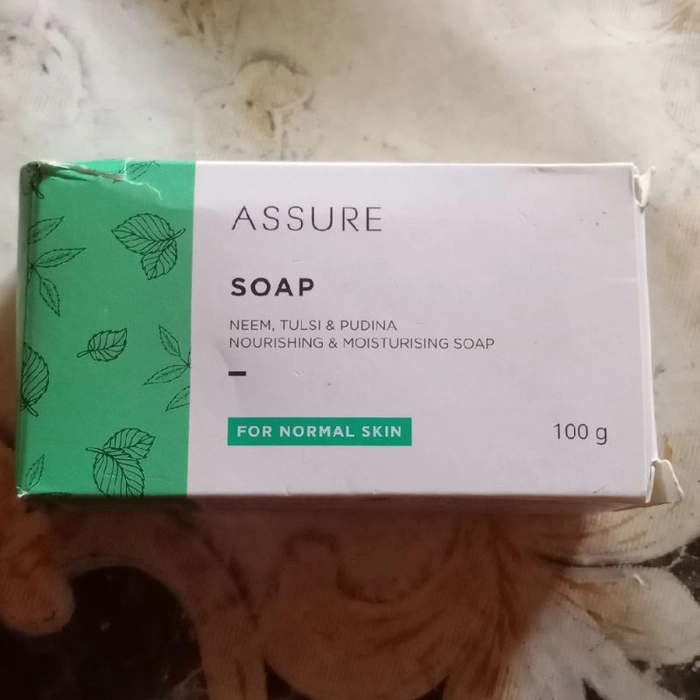 ASSURE
SOAP
NEEM, TULSI & PUDINA
NOURISHING & MOISTURISING SOAP
FOR NORMAL SKIN
100 g